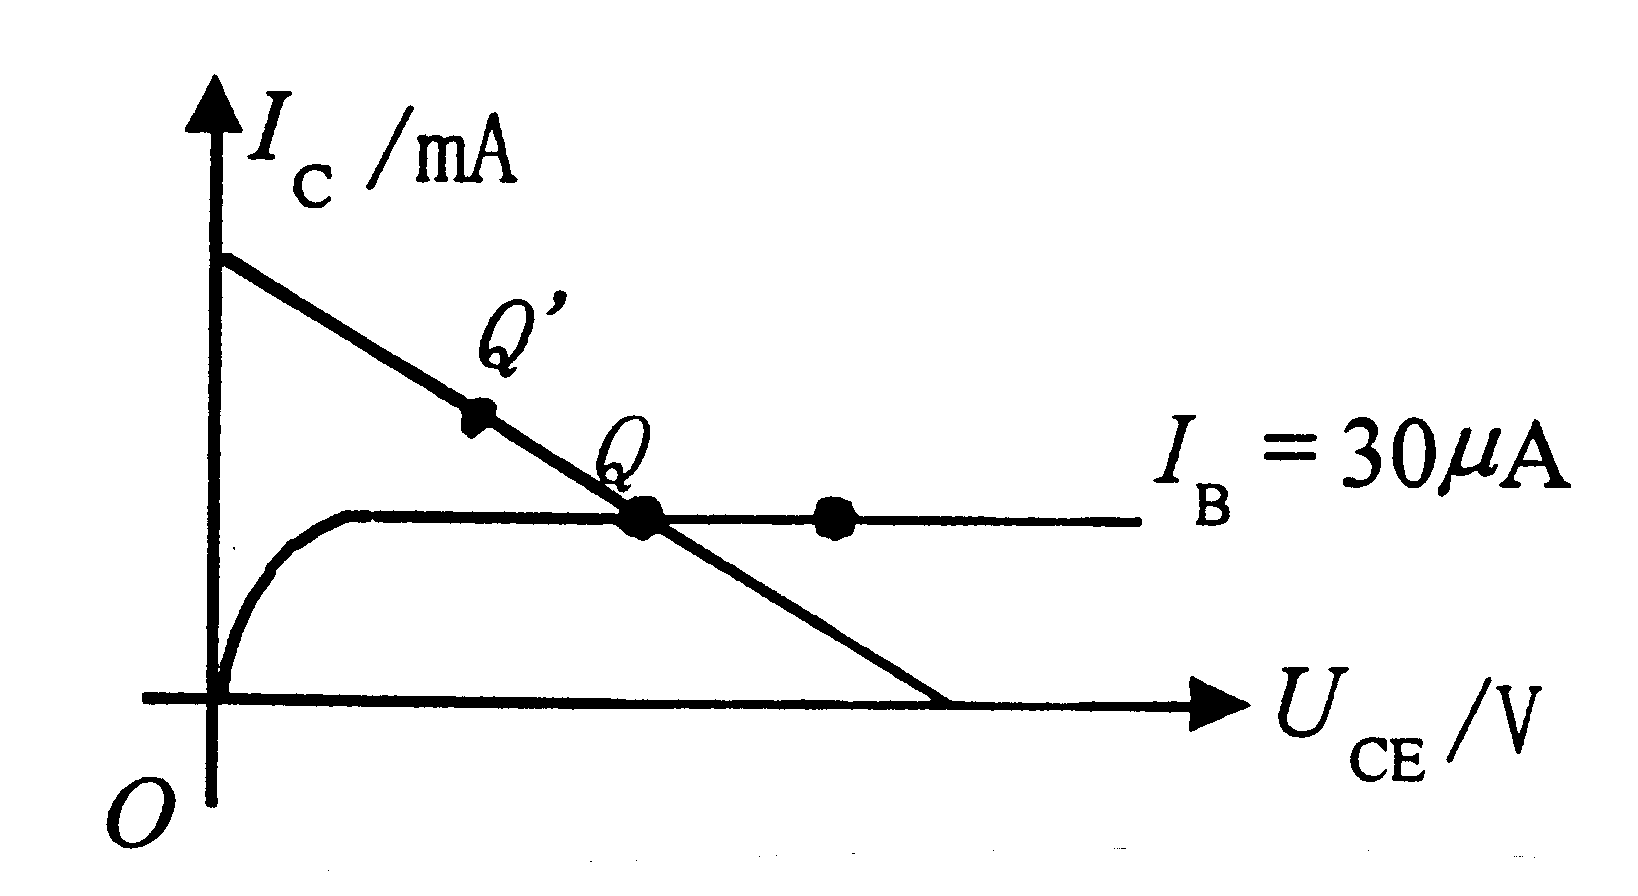 I_C /mA
Q'
Q
I_B = 30μA
U_CE /V
O